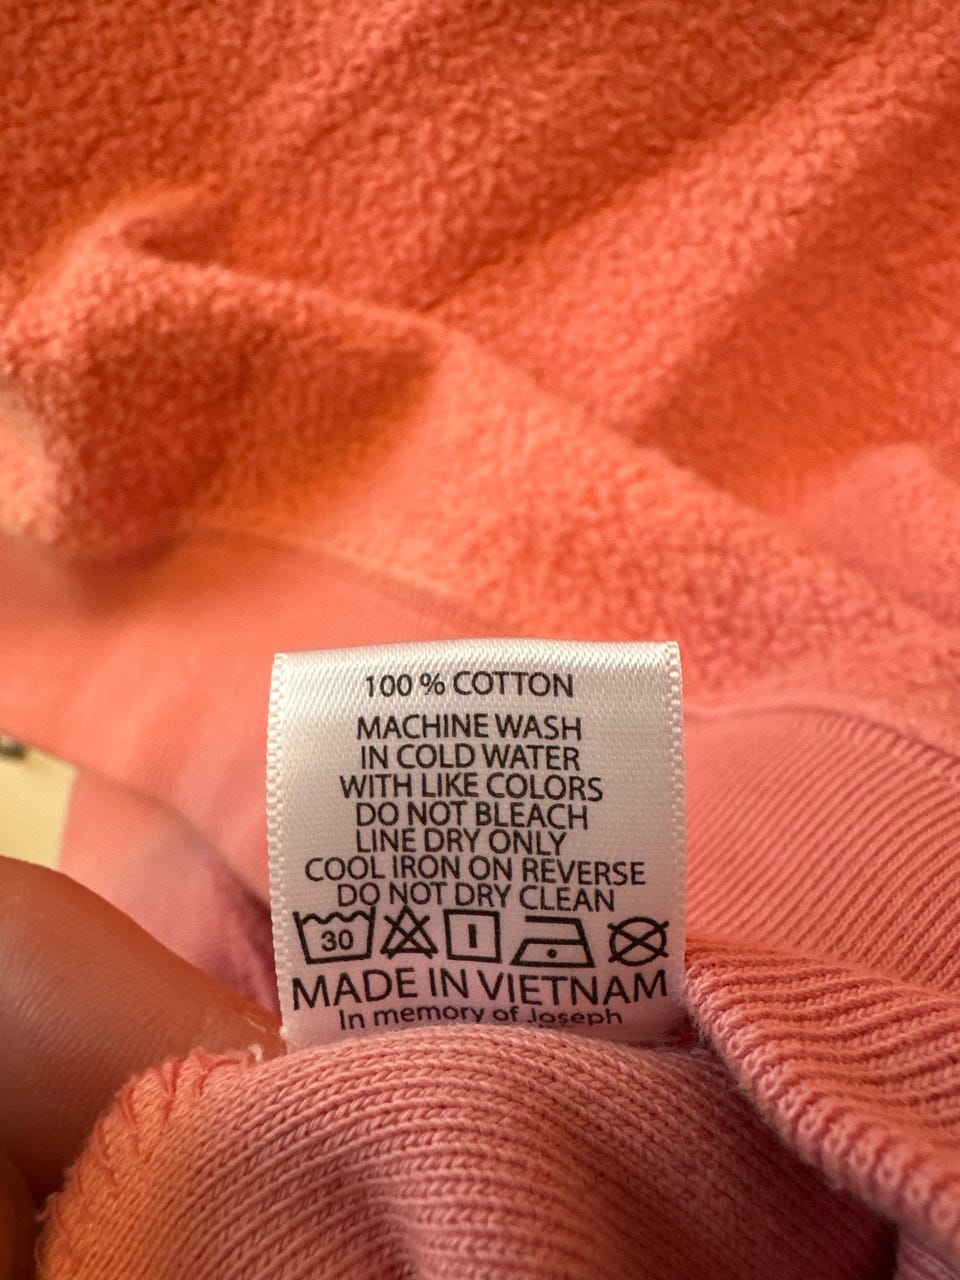 100 % COTTON
MACHINE WASH
IN COLD WATER
WITH LIKE COLORS
DO NOT BLEACH
LINE DRY ONLY
COOL IRON ON REVERSE
DO NOT DRY CLEAN
30
MADE IN VIETNAM
In memory of Joseph